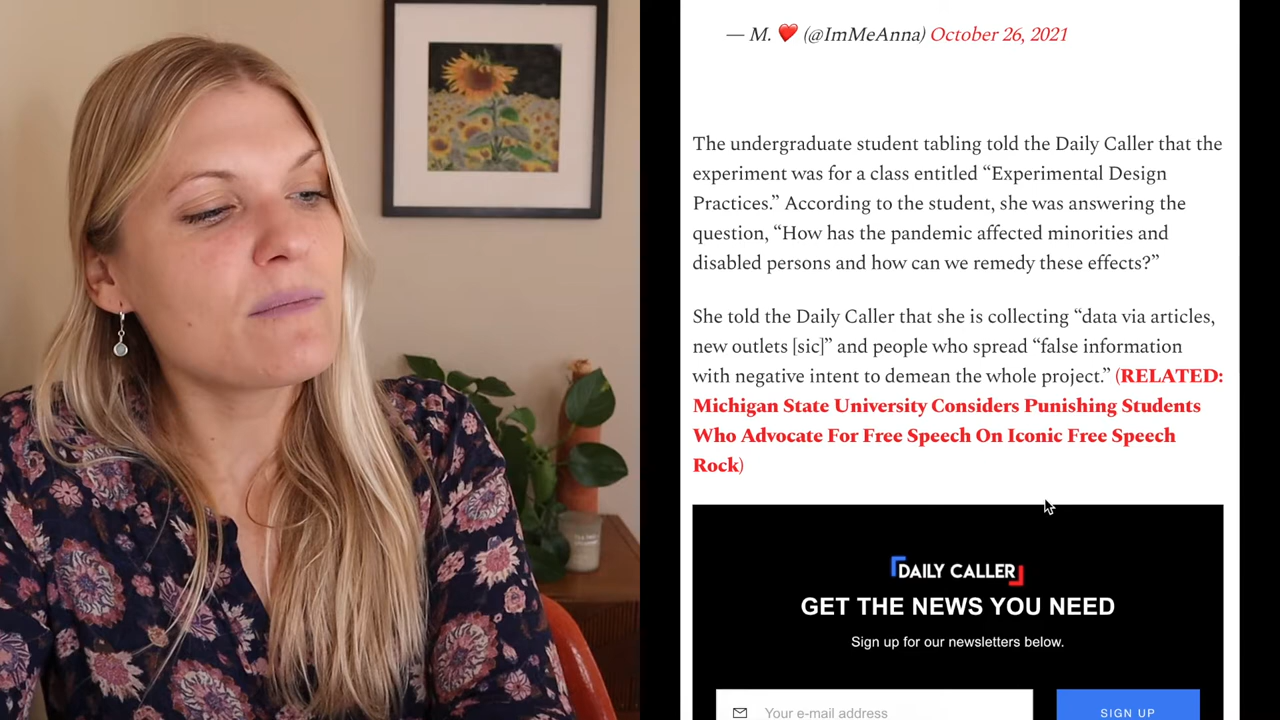 — M. ❤️ (@ImMeAnna) October 26, 2021
The undergraduate student tabling told the Daily Caller that the
experiment was for a class entitled “Experimental Design
Practices.” According to the student, she was answering the
question, “How has the pandemic affected minorities and
disabled persons and how can we remedy these effects?”
She told the Daily Caller that she is collecting “data via articles,
new outlets [sic]” and people who spread “false information
with negative intent to demean the whole project.” (RELATED:
Michigan State University Considers Punishing Students
Who Advocate For Free Speech On Iconic Free Speech
Rock)
DAILY CALLER
GET THE NEWS YOU NEED
Sign up for our newsletters below.
Your e-mail address
SIGN UP